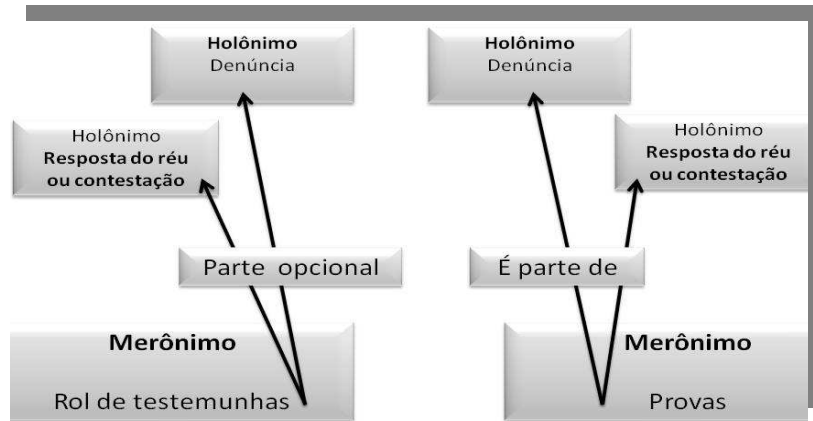 Holônimo
Denúncia
Holônimo
Resposta do réu
ou contestação
Parte opcional
Merônimo
Rol de testemunhas
Holônimo
Denúncia
Holônimo
Resposta do réu
ou contestação
É parte de
Merônimo
Provas